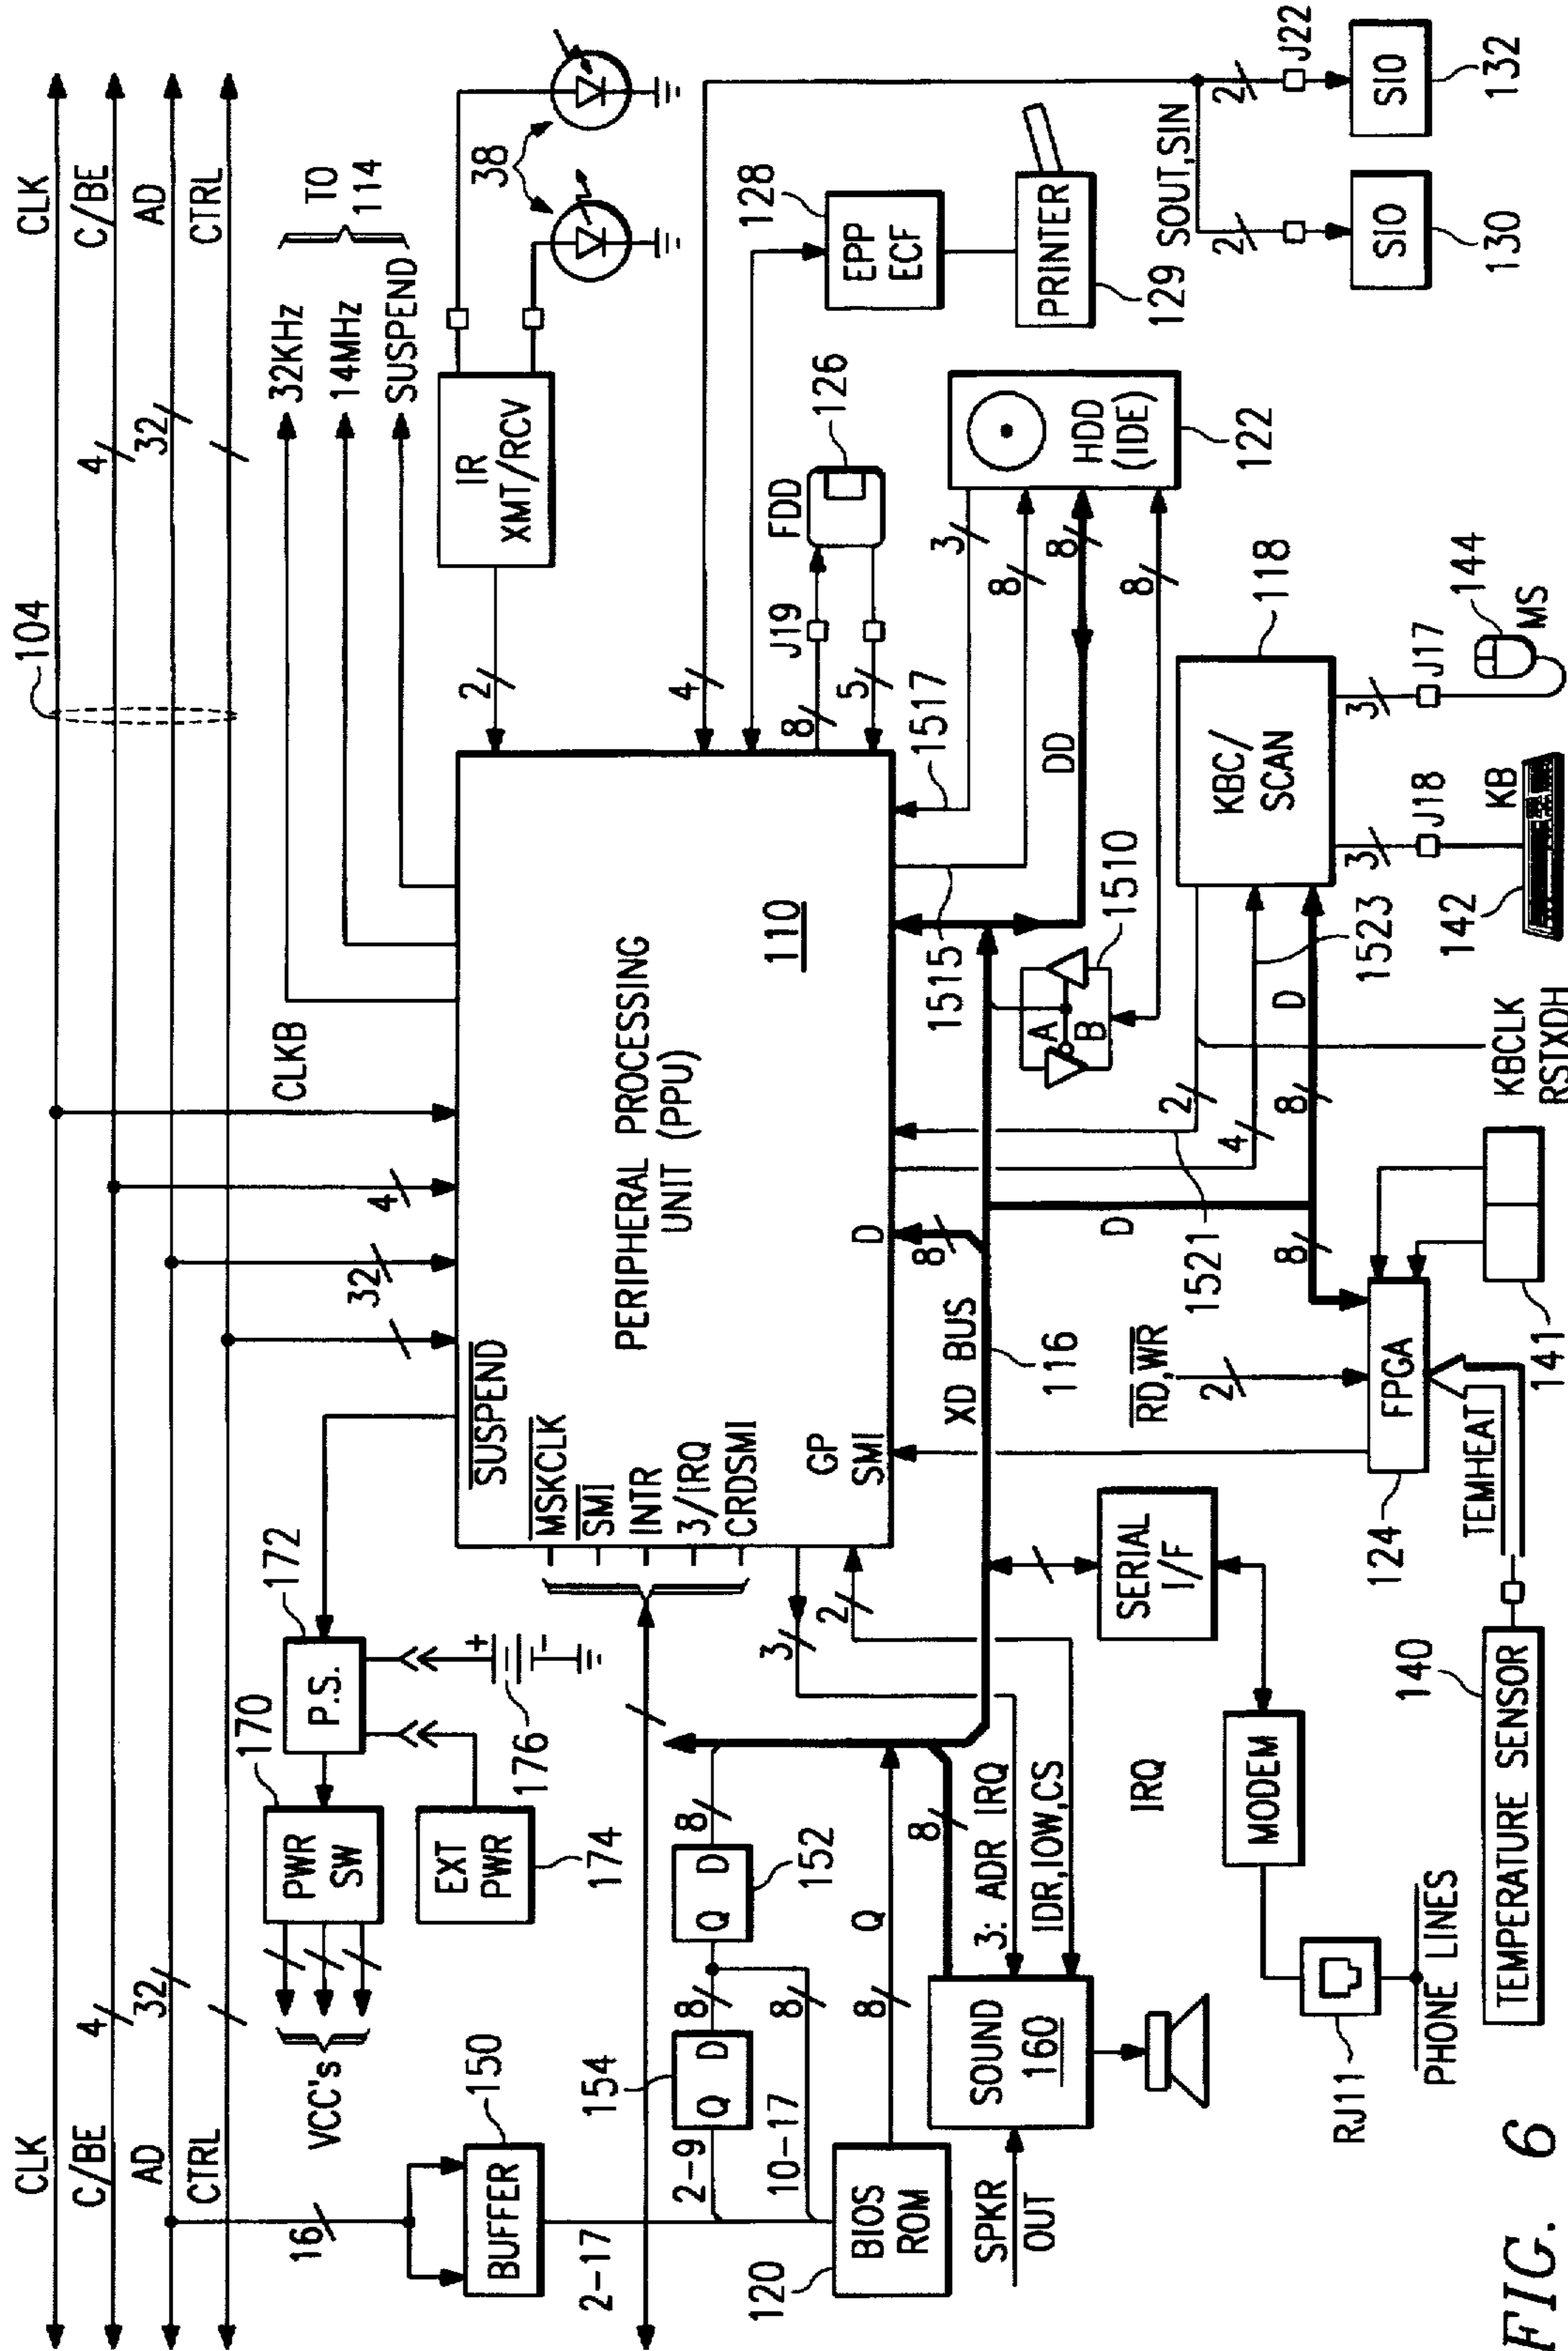 CLK
C/BE
AD
CTRL
4
32
104
CLK
C/BE
AD
CTRL
4
32
16
BUFFER
150
2-17
VCC's
PWR
SW
170
P.S.
172
EXT
PWR
174
176
+
-
SUSPEND
32
4
CLKB
32KHz
14MHz
SUSPEND
TO
114
IR
XMT/RCV
38
2
MSKCLK
SMI
INTR
3/IRQ
CRDSMI
PERIPHERAL PROCESSING
UNIT (PPU)
110
GP
SMI
D
3
2
8
4
8
5
J19
FDD
126
EPP
ECF
128
PRINTER
129
SOUT,SIN
2
2
J22
SIO
130
SIO
132
154
Q D
8
Q D
152
8
2-9
10-17
8
BIOS
ROM
120
8
Q
8
SOUND
160
SPKR
OUT
3: ADR IRQ
IDR,IOW,CS
IRQ
XD BUS
116
1515
1517
3
8
DD
8
8
HDD
(IDE)
122
A
B
1510
SERIAL
I/F
MODEM
RJ11
PHONE LINES
RD,WR
2
FPGA
124
TEMHEAT
TEMPERATURE SENSOR
140
141
1521
D
8
2
4
8
D
KBCLK
RSTXDH
1523
KBC/
SCAN
118
3
J18
KB
142
3
J17
MS
144
FIG. 6